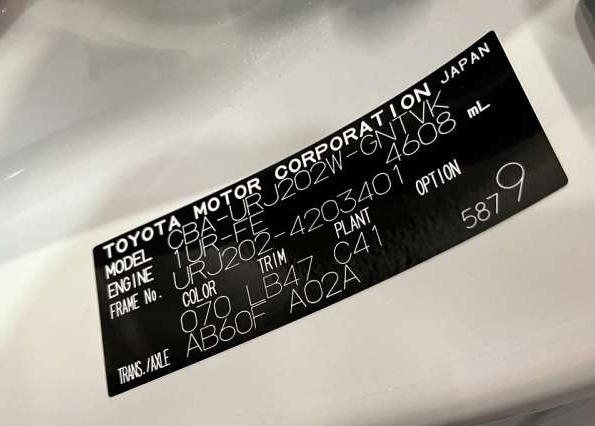 TOYOTA MOTOR CORPORATION JAPAN
MODEL CBA-URJ202W-GNTVK
ENGINE 1UR-FE 4608 mL
FRAME No. URJ202-4203401
COLOR TRIM PLANT OPTION
070 LB47 C41
TRANS./AXLE AB60F A02A
5879